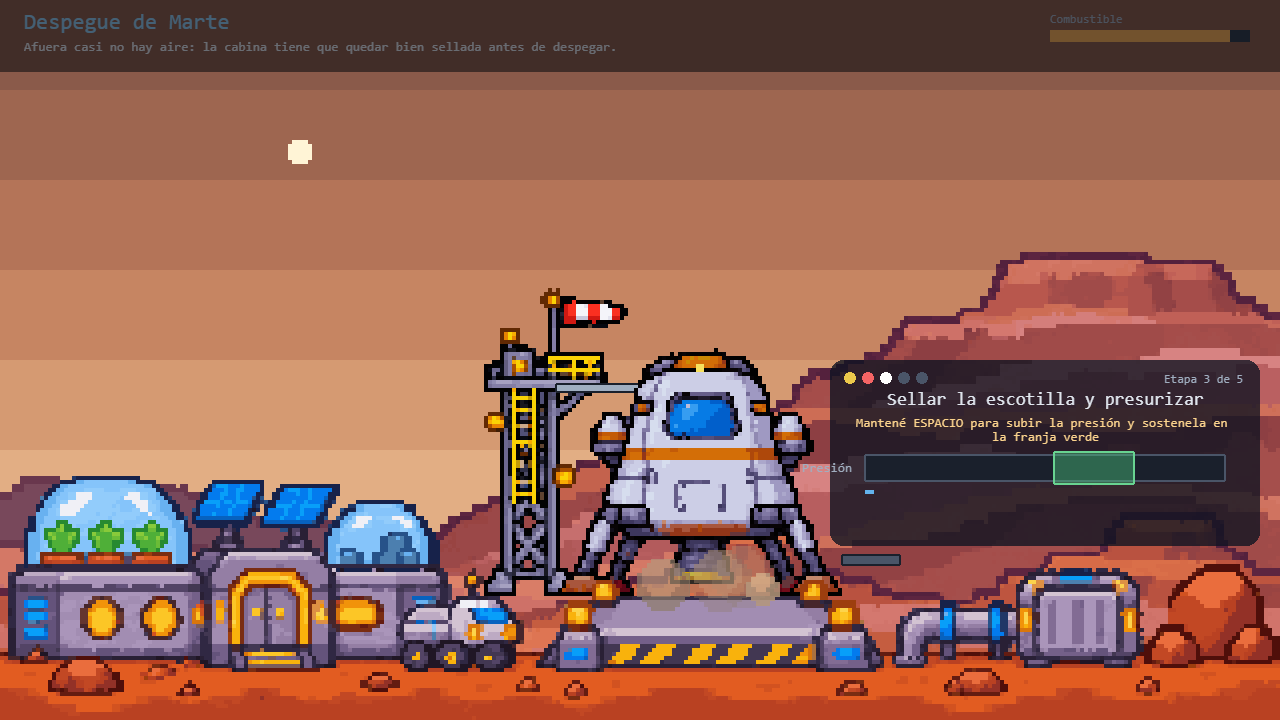 Despegue de Marte
Afuera casi no hay aire: la cabina tiene que quedar bien sellada antes de despegar.
Combustible
Etapa 3 de 5
Sellar la escotilla y presurizar
Mantené ESPACIO para subir la presión y sostenela en
la franja verde
Presión